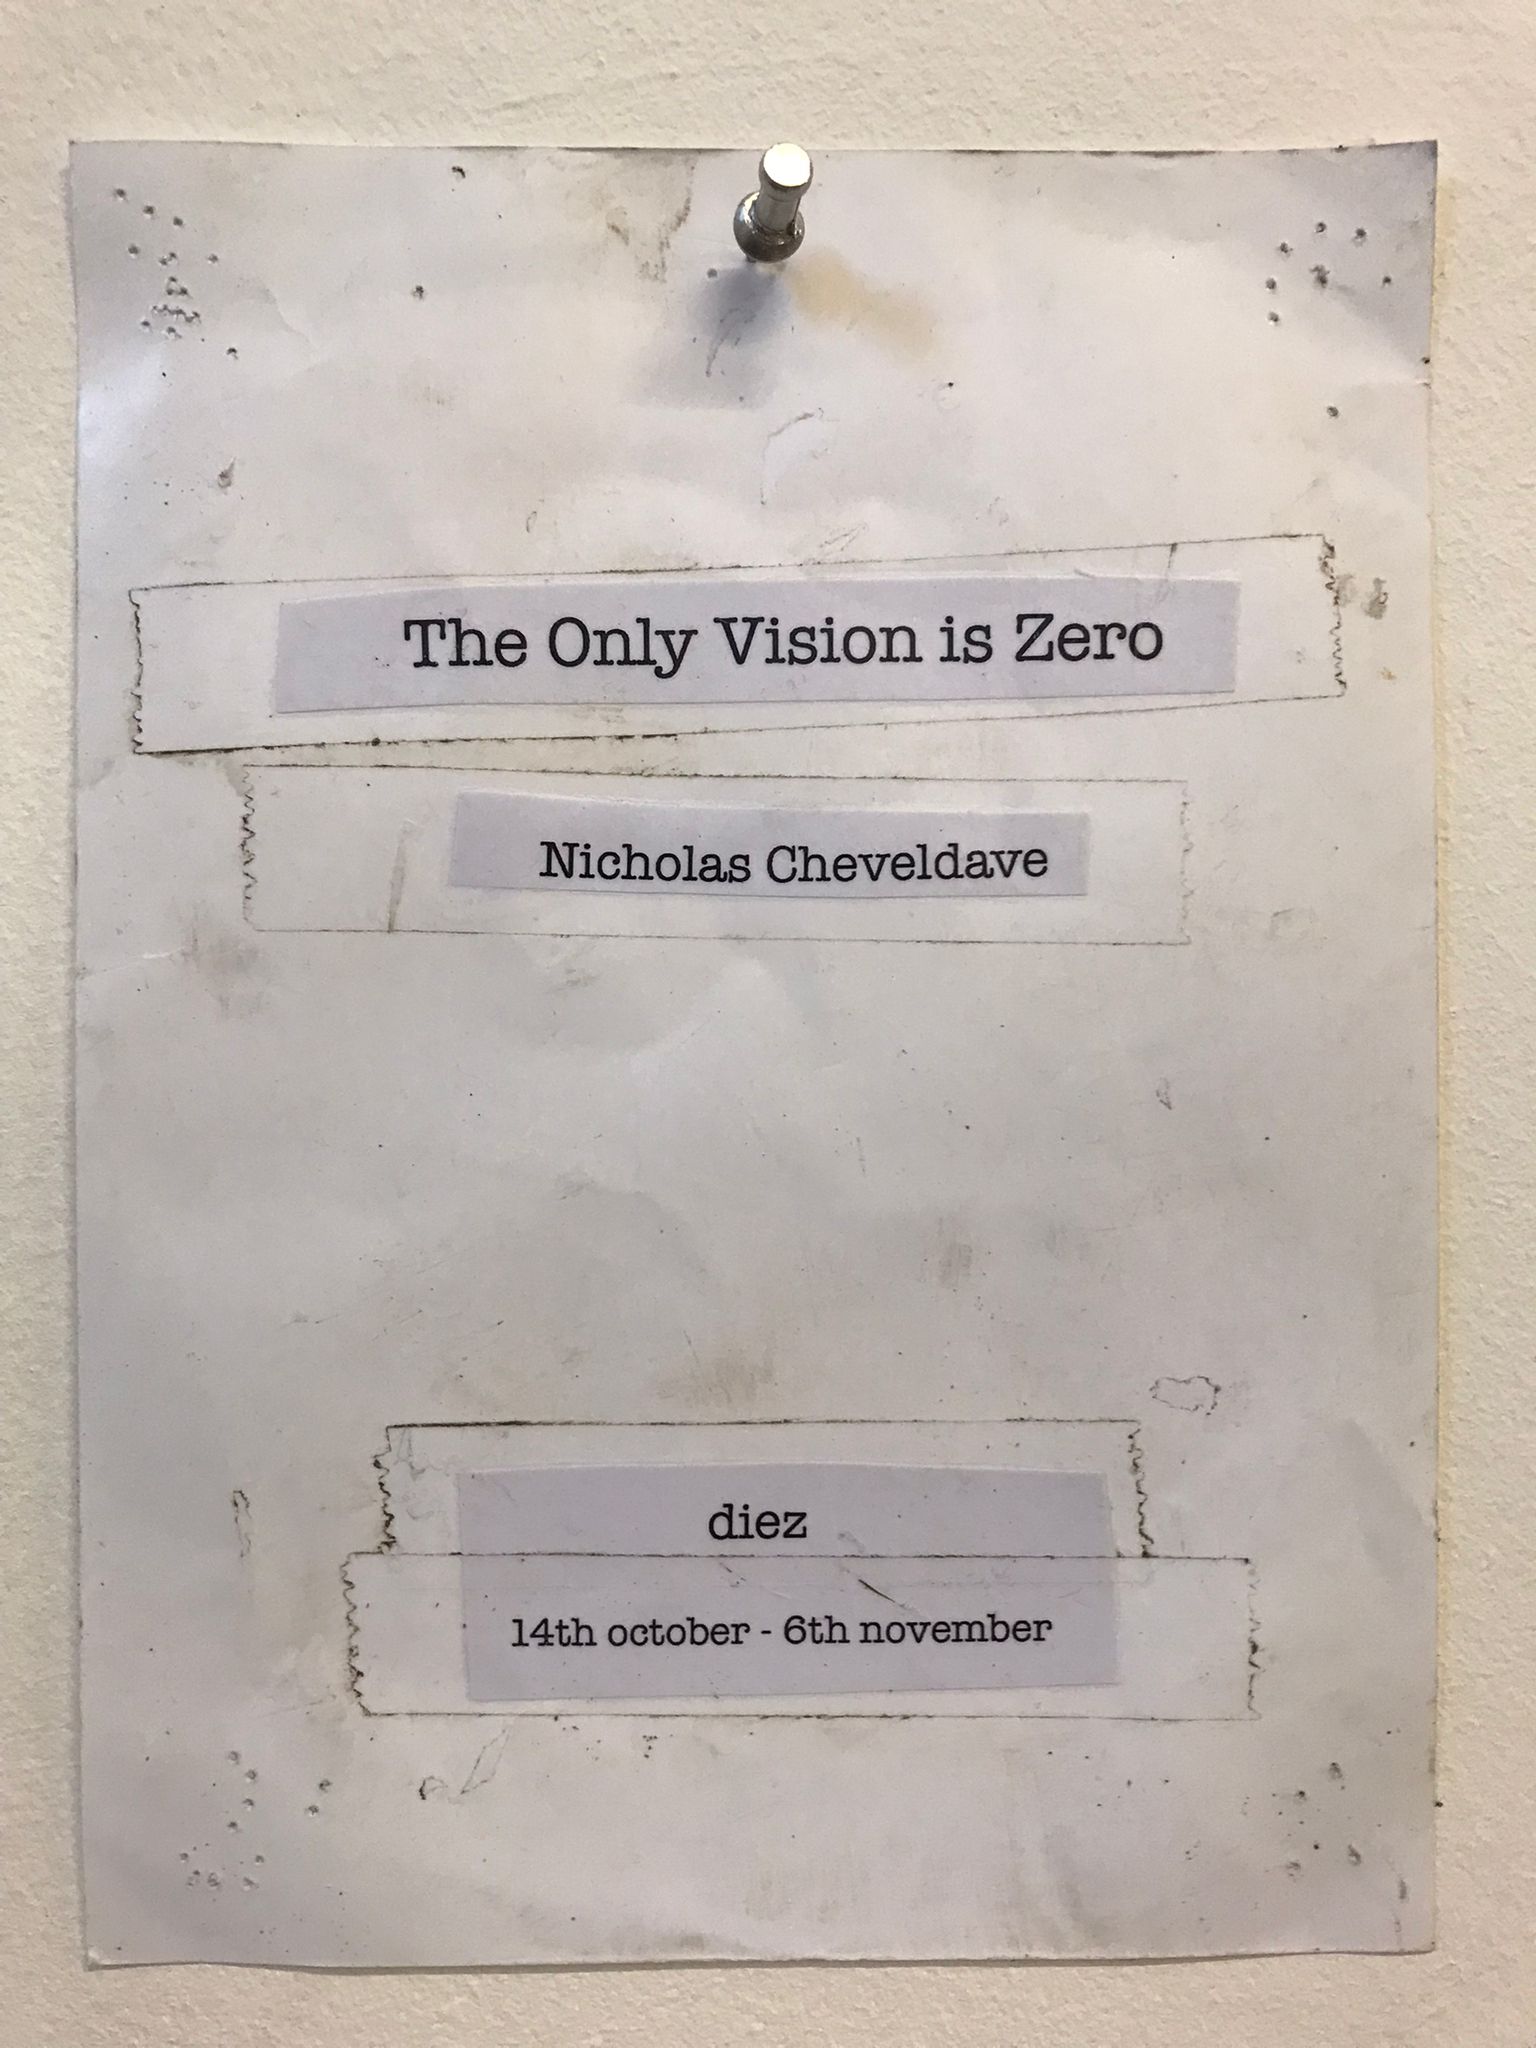 The Only Vision is Zero
Nicholas Cheveldave
diez
14th october - 6th november